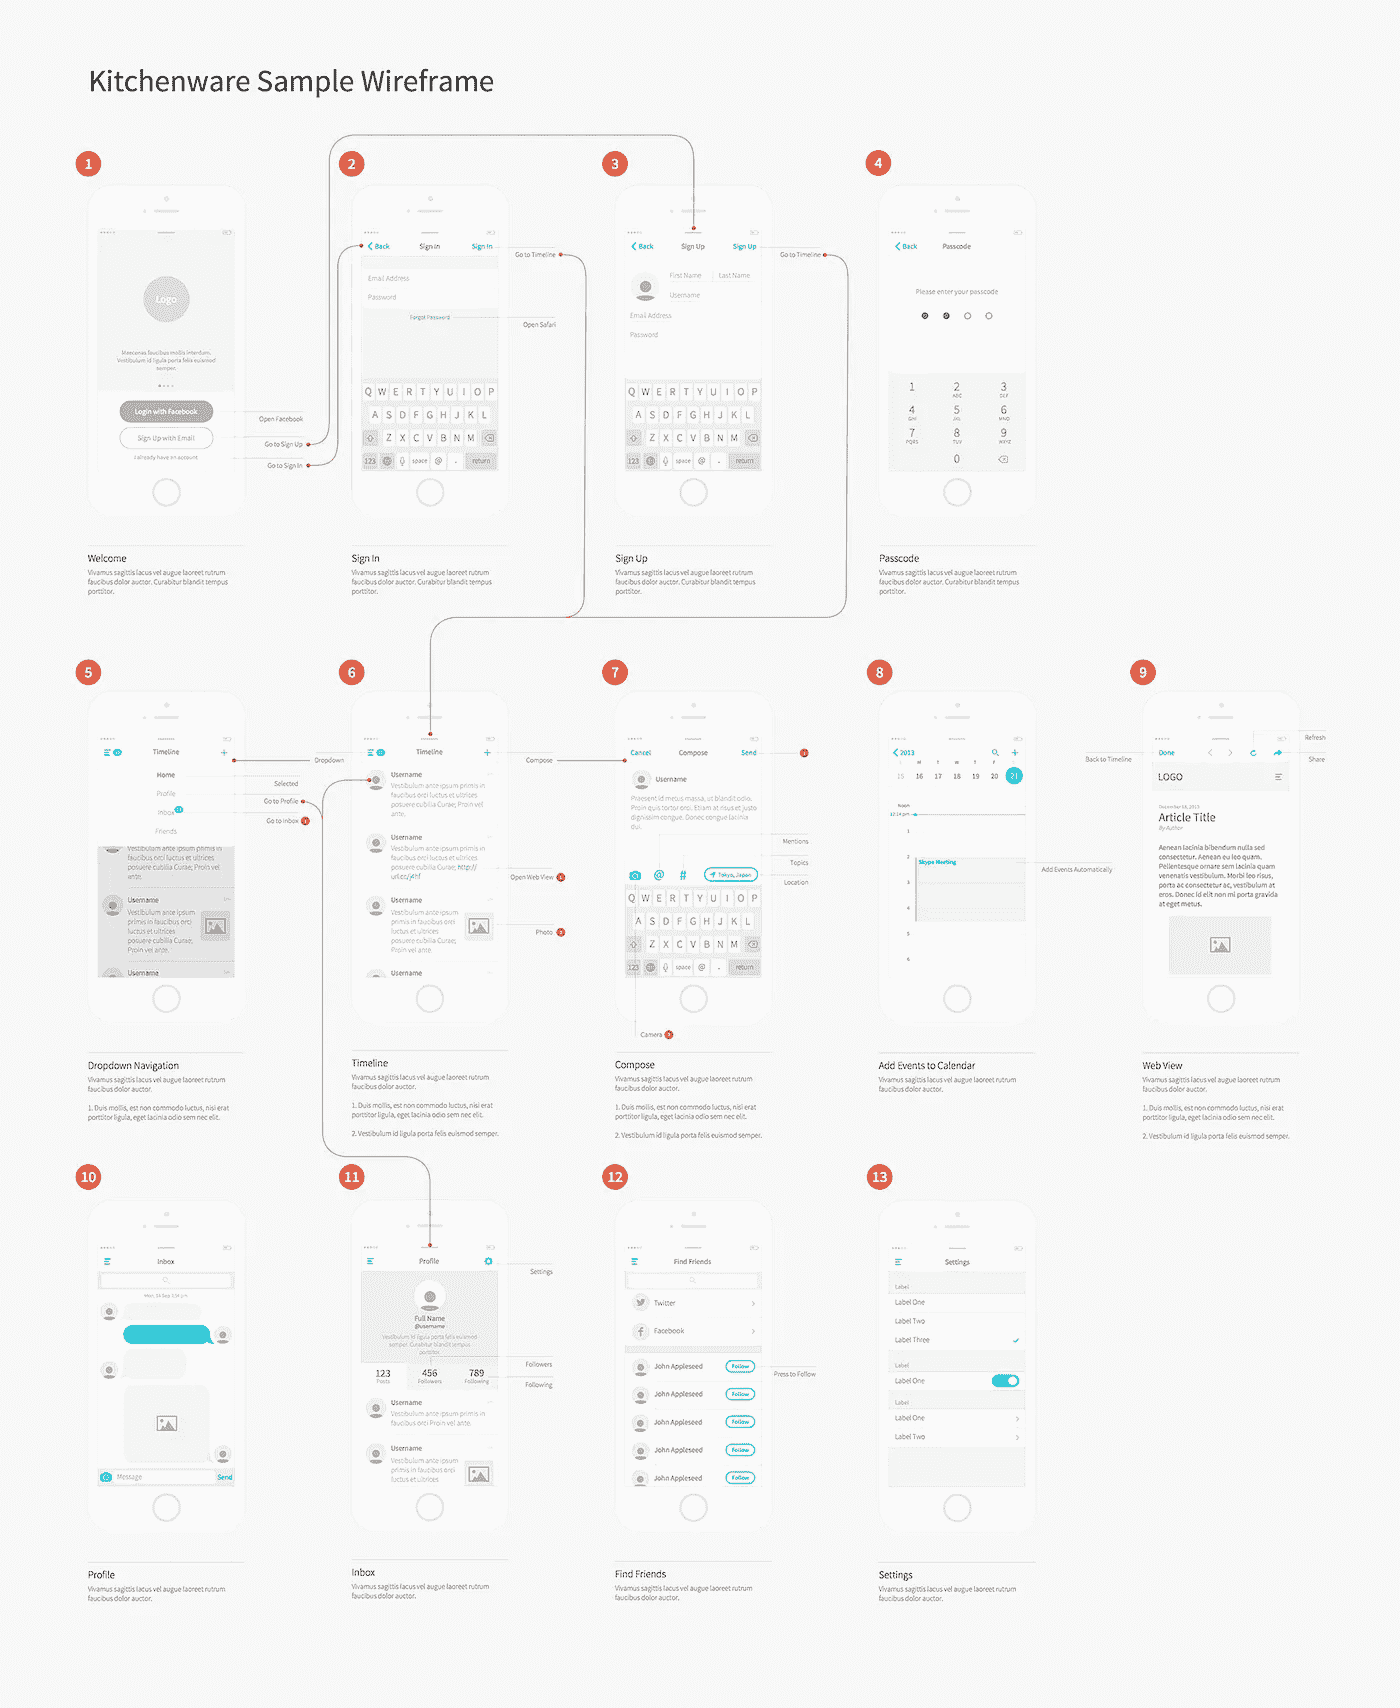 Kitchenware Sample Wireframe
1
2
3
4
Logo
Maecenas faucibus mollis interdum.
Vestibulum id ligula porta felis euismod
semper.
Login with Facebook
Sign Up with Email
I already have an account
Open Facebook
Go to Sign Up
Go to Sign In
Back
Sign In
Sign In
Email Address
Password
Forgot Password
Q W E R T Y U I O P
A S D F G H J K L
Z X C V B N M
123 space @ . return
Go to Timeline
Open Safari
Back
Sign Up
Sign Up
First Name
Last Name
Username
Email Address
Password
Q W E R T Y U I O P
A S D F G H J K L
Z X C V B N M
123 space @ . return
Go to Timeline
Back
Passcode
Please enter your passcode
1 2 3
ABC DEF
4 5 6
GHI JKL MNO
7 8 9
PQRS TUV WXYZ
0
Welcome
Vivamus sagittis lacus vel augue laoreet rutrum
faucibus dolor auctor. Curabitur blandit tempus
porttitor.
Sign In
Vivamus sagittis lacus vel augue laoreet rutrum
faucibus dolor auctor. Curabitur blandit tempus
porttitor.
Sign Up
Vivamus sagittis lacus vel augue laoreet rutrum
faucibus dolor auctor. Curabitur blandit tempus
porttitor.
Passcode
Vivamus sagittis lacus vel augue laoreet rutrum
faucibus dolor auctor. Curabitur blandit tempus
porttitor.
5
6
7
8
9
Timeline
+
Home
Profile
Inbox
Friends
Vestibulum ante ipsum
faucibus orci luctus et ultrices
posuere cubilia Curae; Proin vel
ante.
Username
Vestibulum ante ipsum
primis in faucibus orci
luctus et ultrices
posuere cubilia Curae;
Proin vel ante.
Username
Dropdown
Selected
Go to Profile
Go to Inbox
Timeline
+
Username
Vestibulum ante ipsum primis in
faucibus orci luctus et ultrices
posuere cubilia Curae; Proin vel
ante.
Username
Vestibulum ante ipsum primis in
faucibus orci luctus et ultrices
posuere cubilia Curae; http://
url.cc/j4hf
Username
Vestibulum ante ipsum
primis in faucibus orci
luctus et ultrices
posuere cubilia Curae;
Proin vel ante.
Username
Compose
Open Web View
Photo
Cancel
Compose
Send
Username
Praesent id metus massa, ut blandit odio.
Proin quis tortor orci. Etiam at risus et justo
dignissim congue. Donec congue lacinia
dui.
@ # Tokyo, Japan
Q W E R T Y U I O P
A S D F G H J K L
Z X C V B N M
123 space @ . return
Mentions
Topics
Location
Camera
2013
+
S M T W T F S
15 16 17 18 19 20 21
Noon
12:14 pm
1
2
Skype Meeting
3
4
5
6
Add Events Automatically
Back to Timeline
Done
Refresh
Share
LOGO
December 18, 2013
Article Title
By Author
Aenean lacinia bibendum nulla sed
consectetur. Aenean eu leo quam.
Pellentesque ornare sem lacinia quam
venenatis vestibulum. Morbi leo risus,
porta ac consectetur ac, vestibulum at
eros. Donec id elit non mi porta gravida
at eget metus.
Dropdown Navigation
Vivamus sagittis lacus vel augue laoreet rutrum
faucibus dolor auctor.
1. Duis mollis, est non commodo luctus, nisi erat
porttitor ligula, eget lacinia odio sem nec elit.
Timeline
Vivamus sagittis lacus vel augue laoreet rutrum
faucibus dolor auctor.
1. Duis mollis, est non commodo luctus, nisi erat
porttitor ligula, eget lacinia odio sem nec elit.
2. Vestibulum id ligula porta felis euismod semper.
Compose
Vivamus sagittis lacus vel augue laoreet rutrum
faucibus dolor auctor.
1. Duis mollis, est non commodo luctus, nisi erat
porttitor ligula, eget lacinia odio sem nec elit.
2. Vestibulum id ligula porta felis euismod semper.
Add Events to Calendar
Vivamus sagittis lacus vel augue laoreet rutrum
faucibus dolor auctor.
Web View
Vivamus sagittis lacus vel augue laoreet rutrum
faucibus dolor auctor.
1. Duis mollis, est non commodo luctus, nisi erat
porttitor ligula, eget lacinia odio sem nec elit.
2. Vestibulum id ligula porta felis euismod semper.
10
11
12
13
Inbox
Message
Send
Profile
Full Name
@username
Vestibulum id ligula porta felis euismod
semper. Curabitur blandit tempus
porttitor.
123 456 789
Posts Followers Following
Username
Vestibulum ante ipsum primis in
faucibus orci Proin vel ante.
Username
Vestibulum ante ipsum
primis in faucibus orci
luctus et ultrices
Settings
Followers
Following
Find Friends
Twitter
Facebook
John Appleseed Follow
John Appleseed Follow
John Appleseed Follow
John Appleseed Follow
John Appleseed Follow
Press to Follow
Settings
Label
Label One
Label Two
Label Three
Label
Label One
Label
Label One
Label Two
Profile
Vivamus sagittis lacus vel augue laoreet rutrum
faucibus dolor auctor.
Inbox
Vivamus sagittis lacus vel augue laoreet rutrum
faucibus dolor auctor.
Find Friends
Vivamus sagittis lacus vel augue laoreet rutrum
faucibus dolor auctor.
Settings
Vivamus sagittis lacus vel augue laoreet rutrum
faucibus dolor auctor.